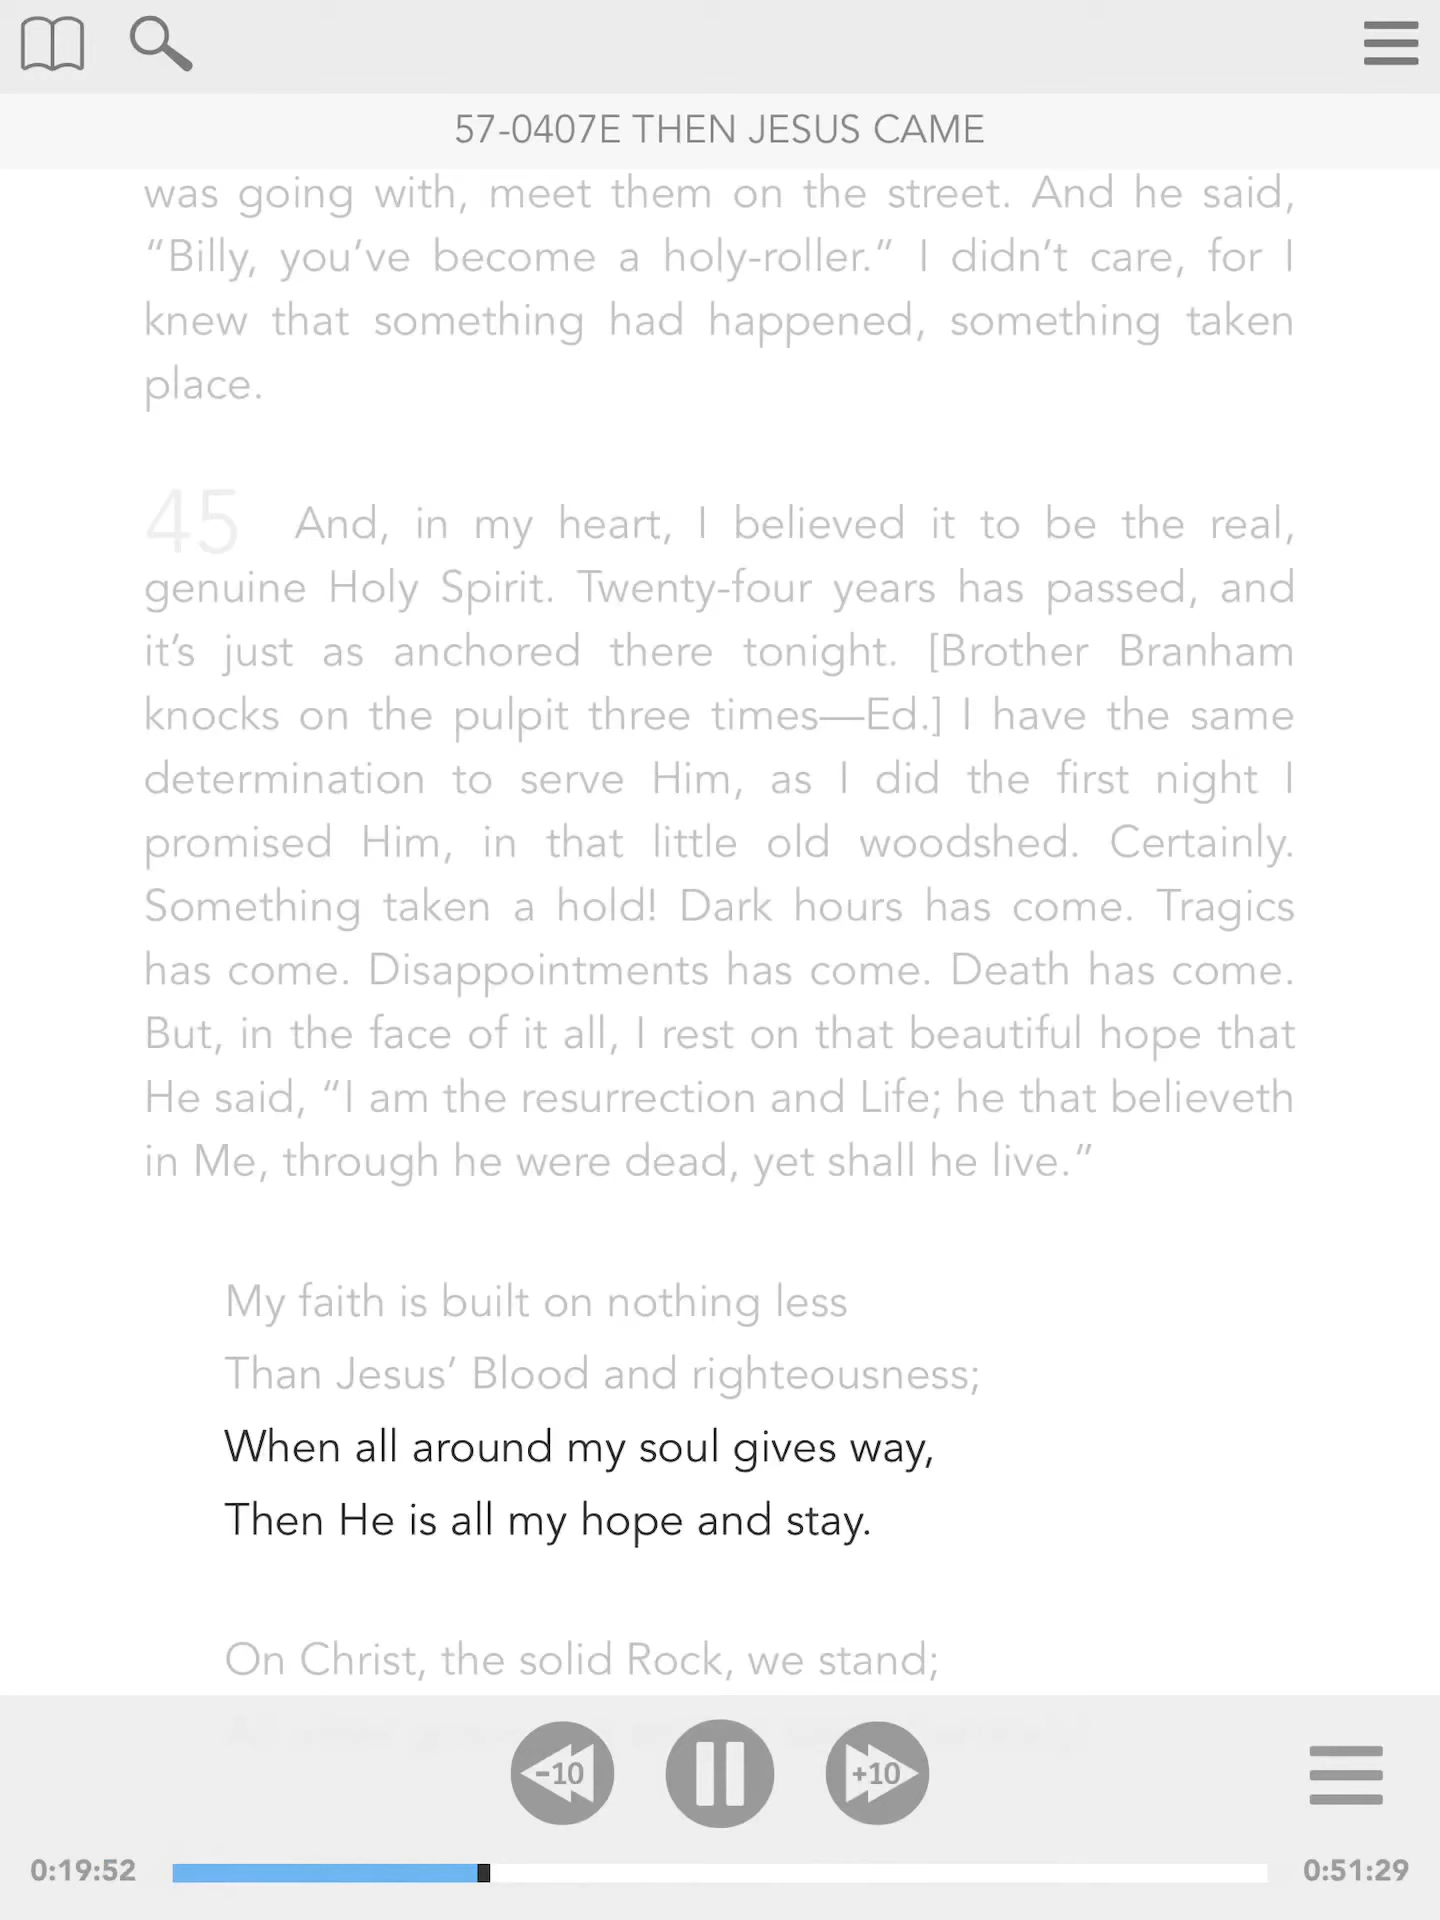 57-0407E THEN JESUS CAME
was going with, meet them on the street. And he said,
“Billy, you’ve become a holy-roller.” I didn’t care, for I
knew that something had happened, something taken
place.
45 And, in my heart, I believed it to be the real,
genuine Holy Spirit. Twenty-four years has passed, and
it’s just as anchored there tonight. [Brother Branham
knocks on the pulpit three times—Ed.] I have the same
determination to serve Him, as I did the first night I
promised Him, in that little old woodshed. Certainly.
Something taken a hold! Dark hours has come. Tragics
has come. Disappointments has come. Death has come.
But, in the face of it all, I rest on that beautiful hope that
He said, “I am the resurrection and Life; he that believeth
in Me, through he were dead, yet shall he live.”
My faith is built on nothing less
Than Jesus’ Blood and righteousness;
When all around my soul gives way,
Then He is all my hope and stay.
On Christ, the solid Rock, we stand;
-10 +10
0:19:52 0:51:29